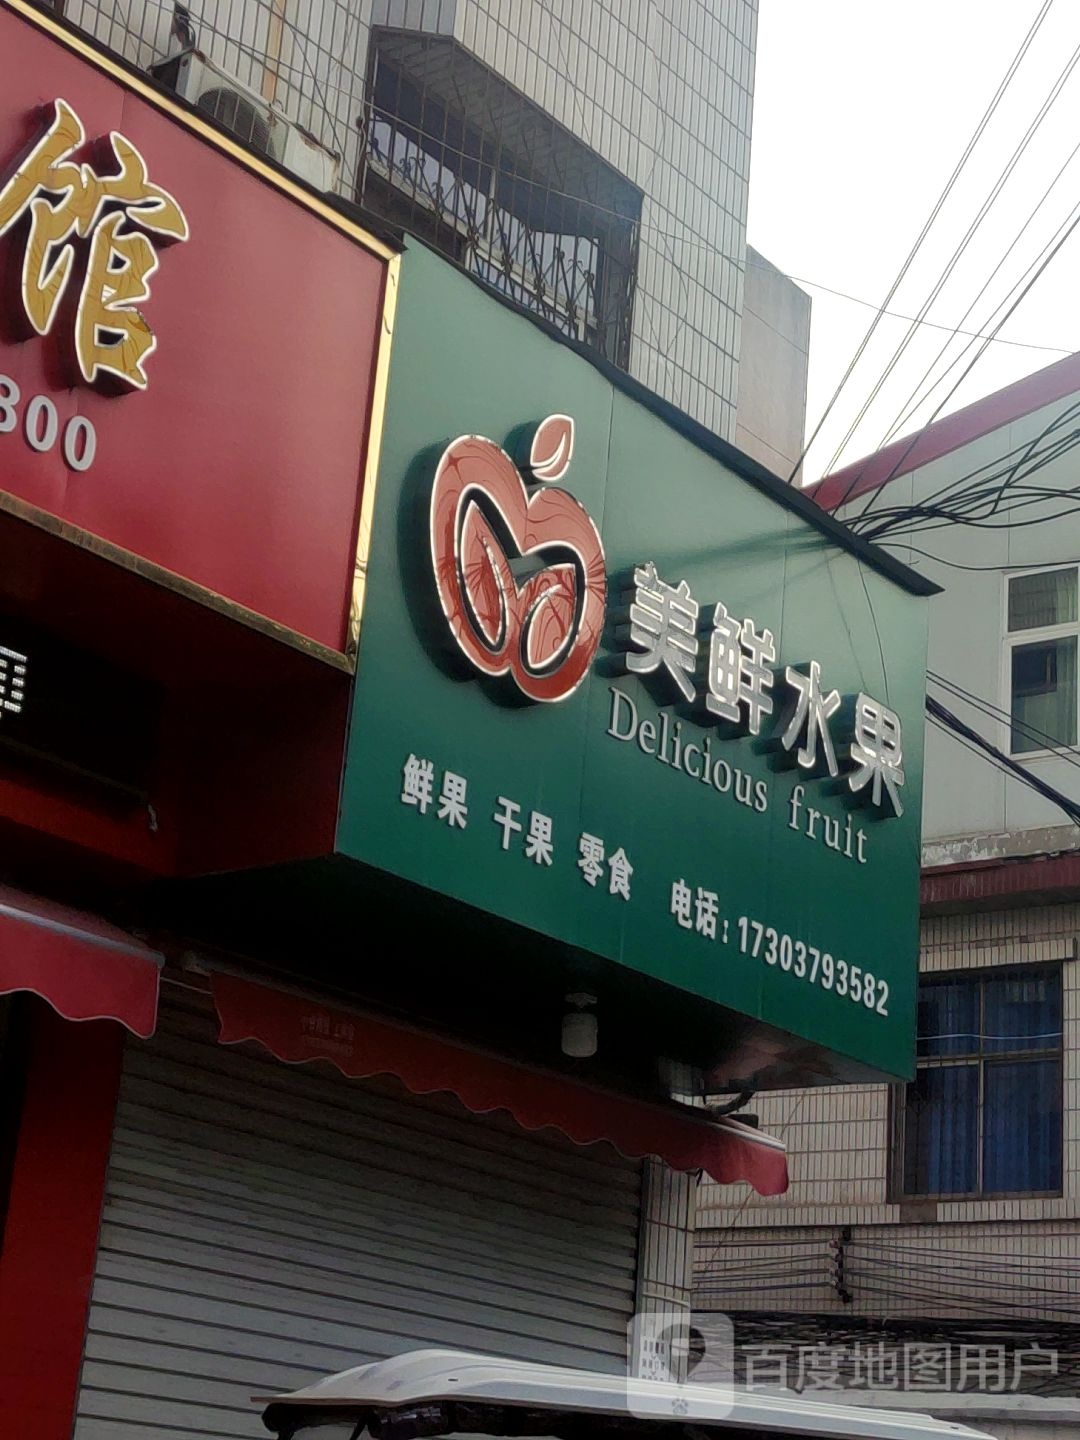 馆
300
美鲜水果
Delicious fruit
鲜果 干果 零食 电话:17303793582
百度地图用户